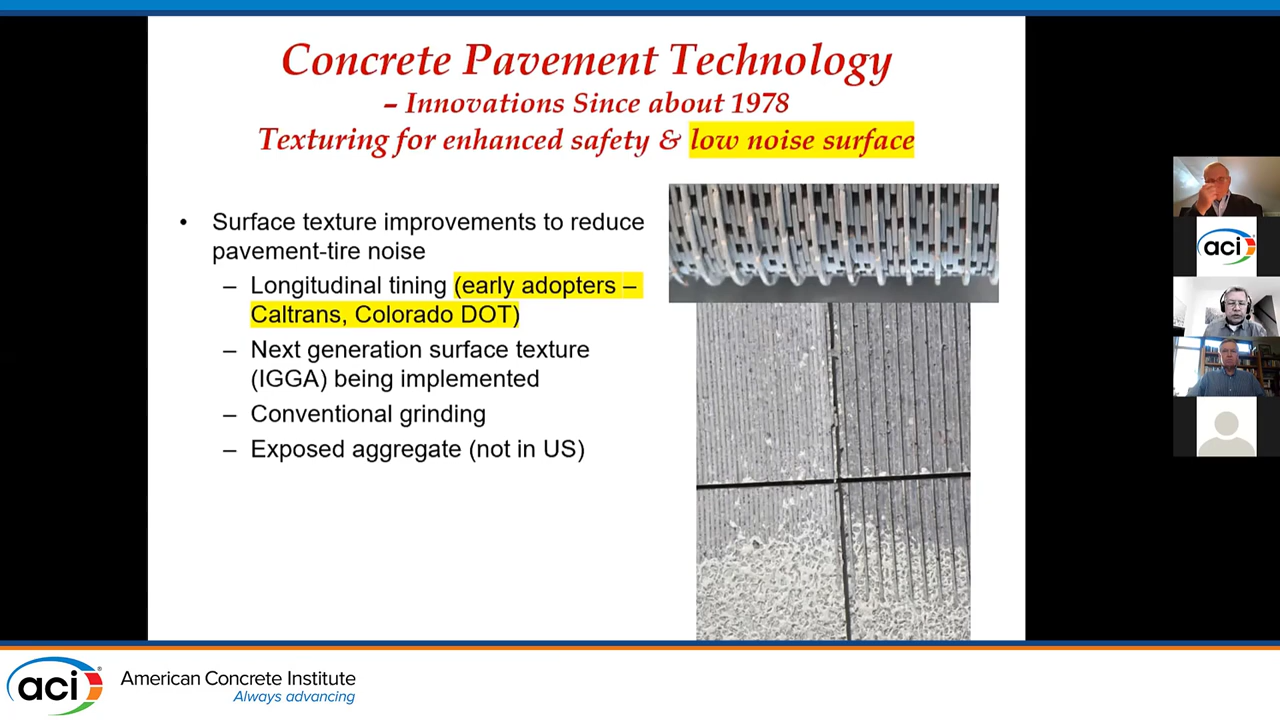 Concrete Pavement Technology
– Innovations Since about 1978
Texturing for enhanced safety & low noise surface
• Surface texture improvements to reduce
pavement-tire noise
– Longitudinal tining (early adopters –
Caltrans, Colorado DOT)
– Next generation surface texture
(IGGA) being implemented
– Conventional grinding
– Exposed aggregate (not in US)
aci
aci®
American Concrete Institute
Always advancing